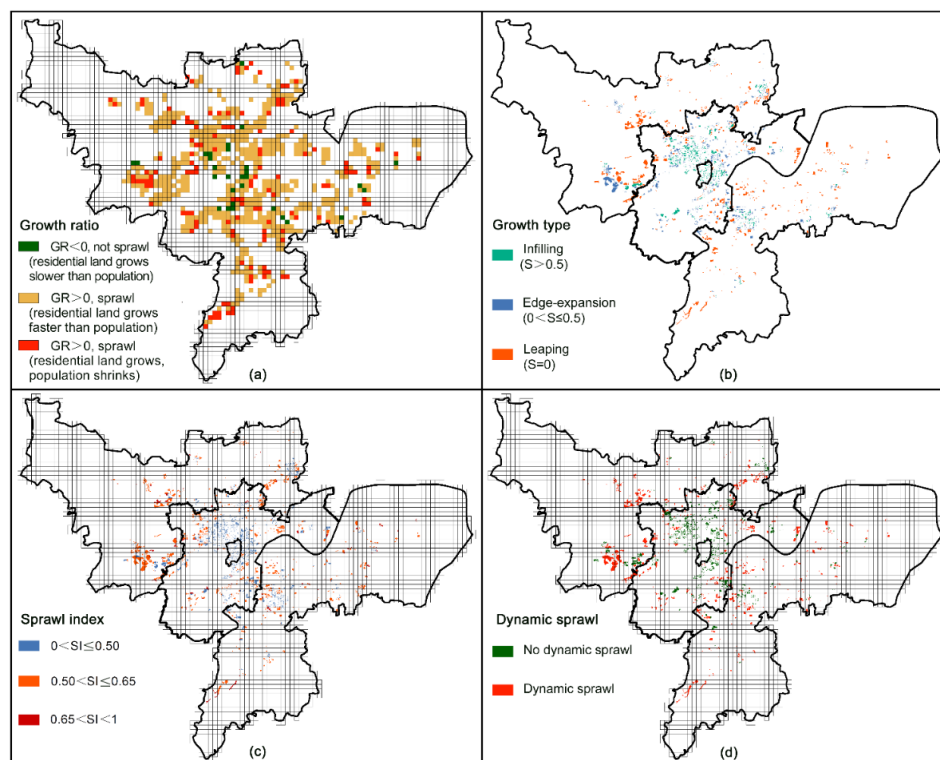 Growth ratio
GR<0, not sprawl
(residential land grows
slower than population)
GR>0, sprawl
(residential land grows
faster than population)
GR>0, sprawl
(residential land grows,
population shrinks)
(a)
Growth type
Infilling
(S>0.5)
Edge-expansion
(0<S≤0.5)
Leaping
(S=0)
(b)
Sprawl index
0<SI≤0.50
0.50<SI≤0.65
0.65<SI<1
(c)
Dynamic sprawl
No dynamic sprawl
Dynamic sprawl
(d)